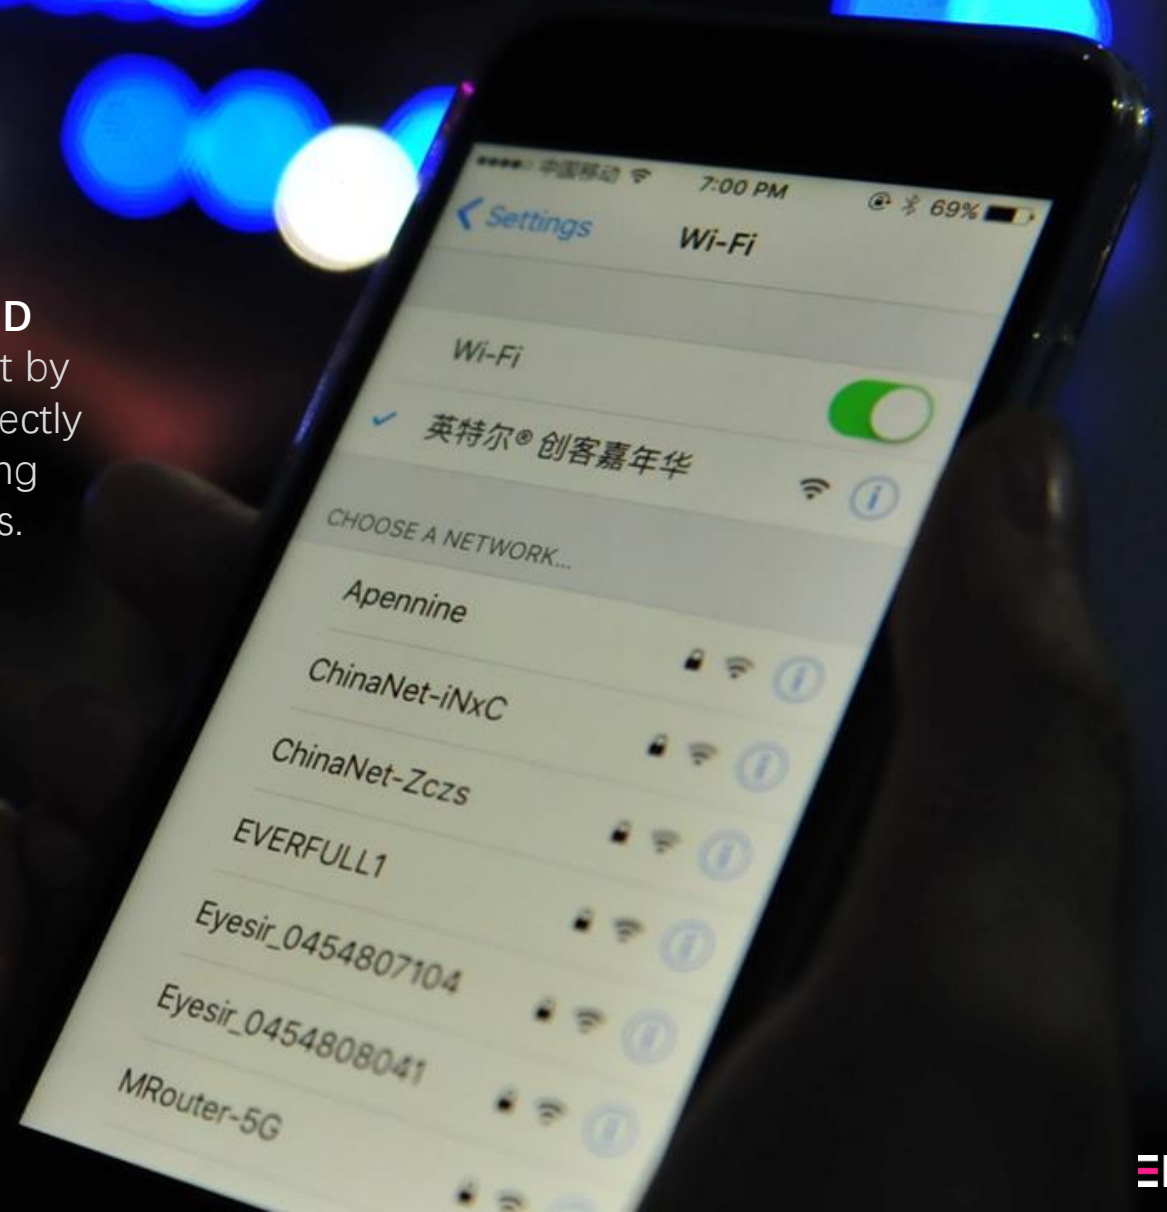 中国移动 7:00 PM 69%
Settings Wi-Fi
Wi-Fi
英特尔® 创客嘉年华
CHOOSE A NETWORK...
Apennine
ChinaNet-iNxC
ChinaNet-Zczs
EVERFULL1
Eyesir_0454807104
Eyesir_0454808041
MRouter-5G
D
t by
ectly
ng
s.